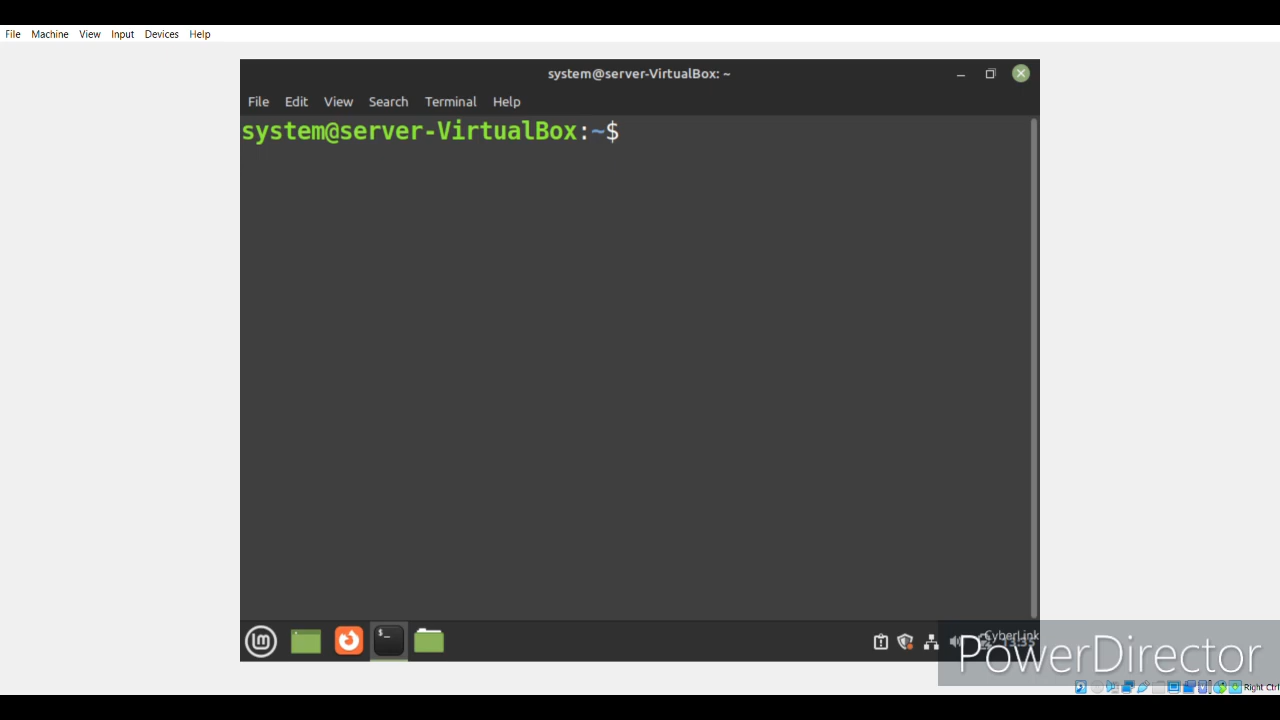 File Machine View Input Devices Help
system@server-VirtualBox: ~
File Edit View Search Terminal Help
system@server-VirtualBox:~$
$_
CyberLink
PowerDirector
Right Ctrl